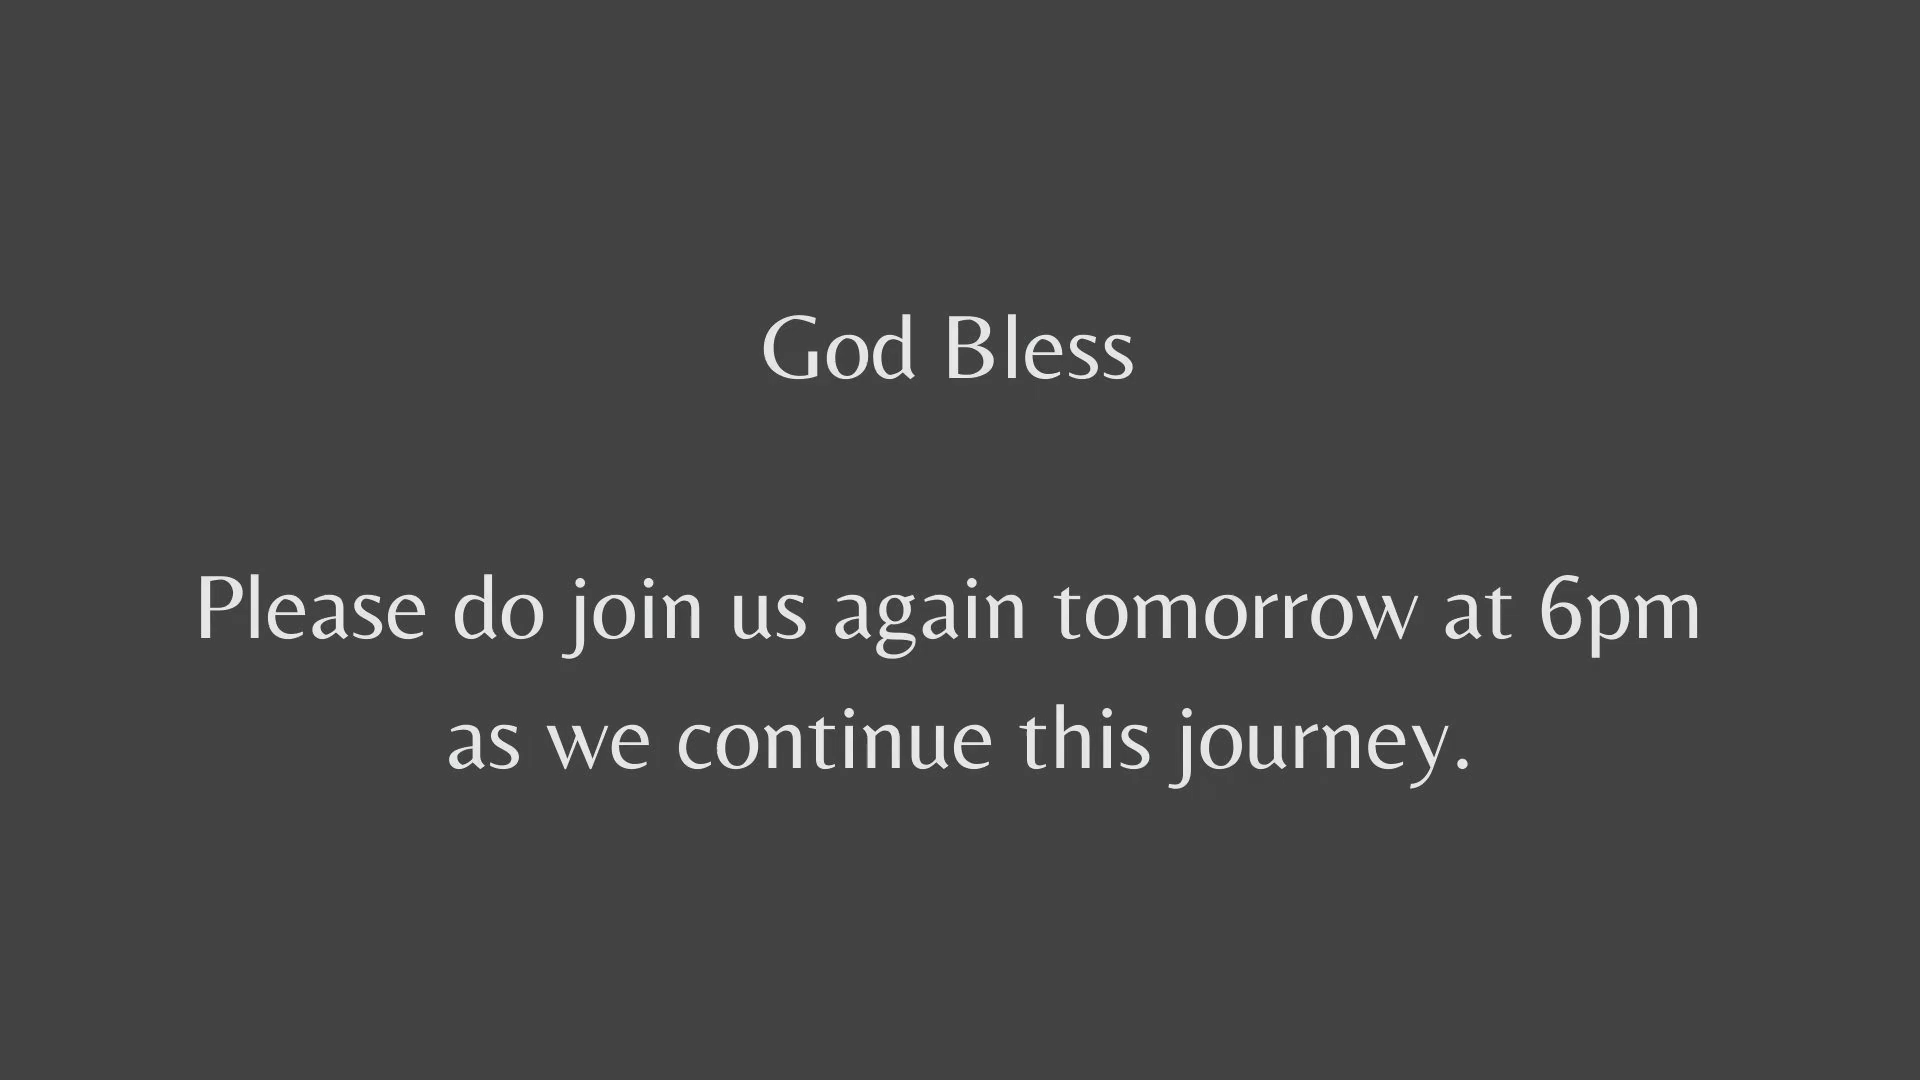 God Bless
Please do join us again tomorrow at 6pm
as we continue this journey.